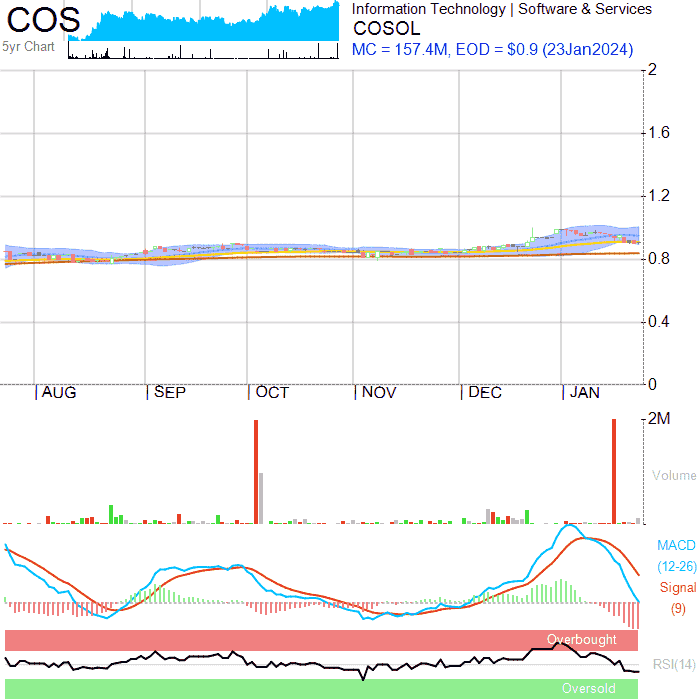 COS
5yr Chart
Information Technology | Software & Services
COSOL
MC = 157.4M, EOD = $0.9 (23Jan2024)
2
1.6
1.2
0.8
0.4
0
|AUG |SEP |OCT |NOV |DEC |JAN
2M
Volume
MACD
(12-26)
Signal
(9)
Overbought
RSI(14)
Oversold